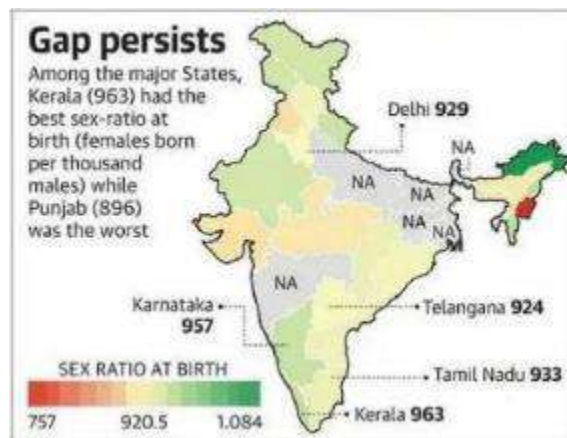 Gap persists
Among the major States,
Kerala (963) had the
best sex-ratio at
birth (females born
per thousand
males) while
Punjab (896)
was the worst
Delhi 929
NA
NA
NA
NA
NA
NA
Karnataka
957
Telangana 924
SEX RATIO AT BIRTH
757 920.5 1.084
Tamil Nadu 933
Kerala 963